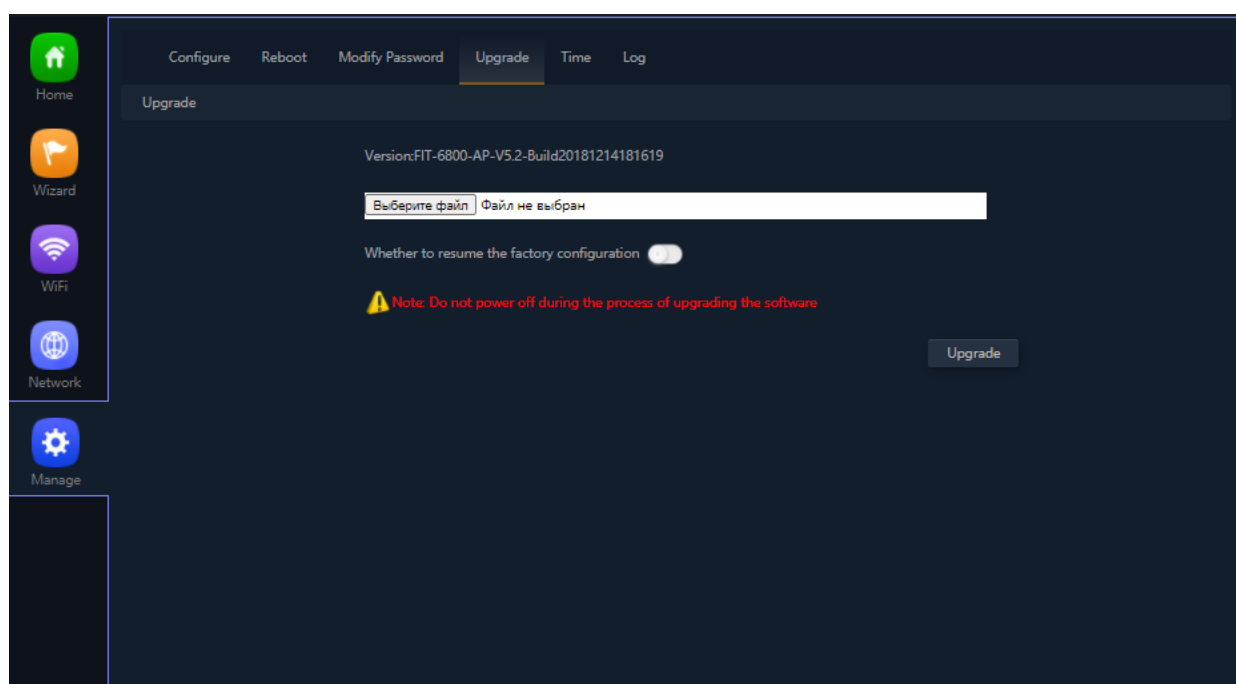 Home
Wizard
WiFi
Network
Manage
Configure Reboot Modify Password Upgrade Time Log
Upgrade
Version:FIT-6800-AP-V5.2-Build20181214181619
Выберите файл Файл не выбран
Whether to resume the factory configuration
Note: Do not power off during the process of upgrading the software
Upgrade